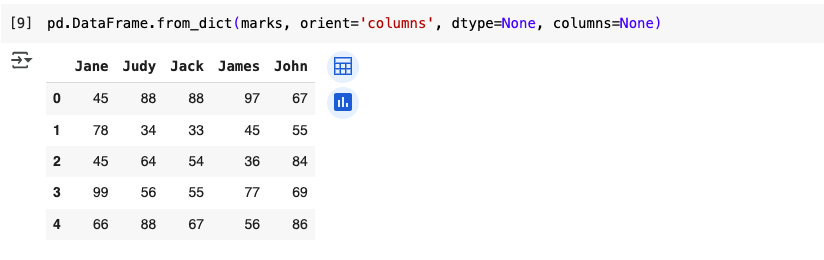 [9] pd.DataFrame.from_dict(marks, orient='columns', dtype=None, columns=None)
Jane Judy Jack James John
0 45 88 88 97 67
1 78 34 33 45 55
2 45 64 54 36 84
3 99 56 55 77 69
4 66 88 67 56 86